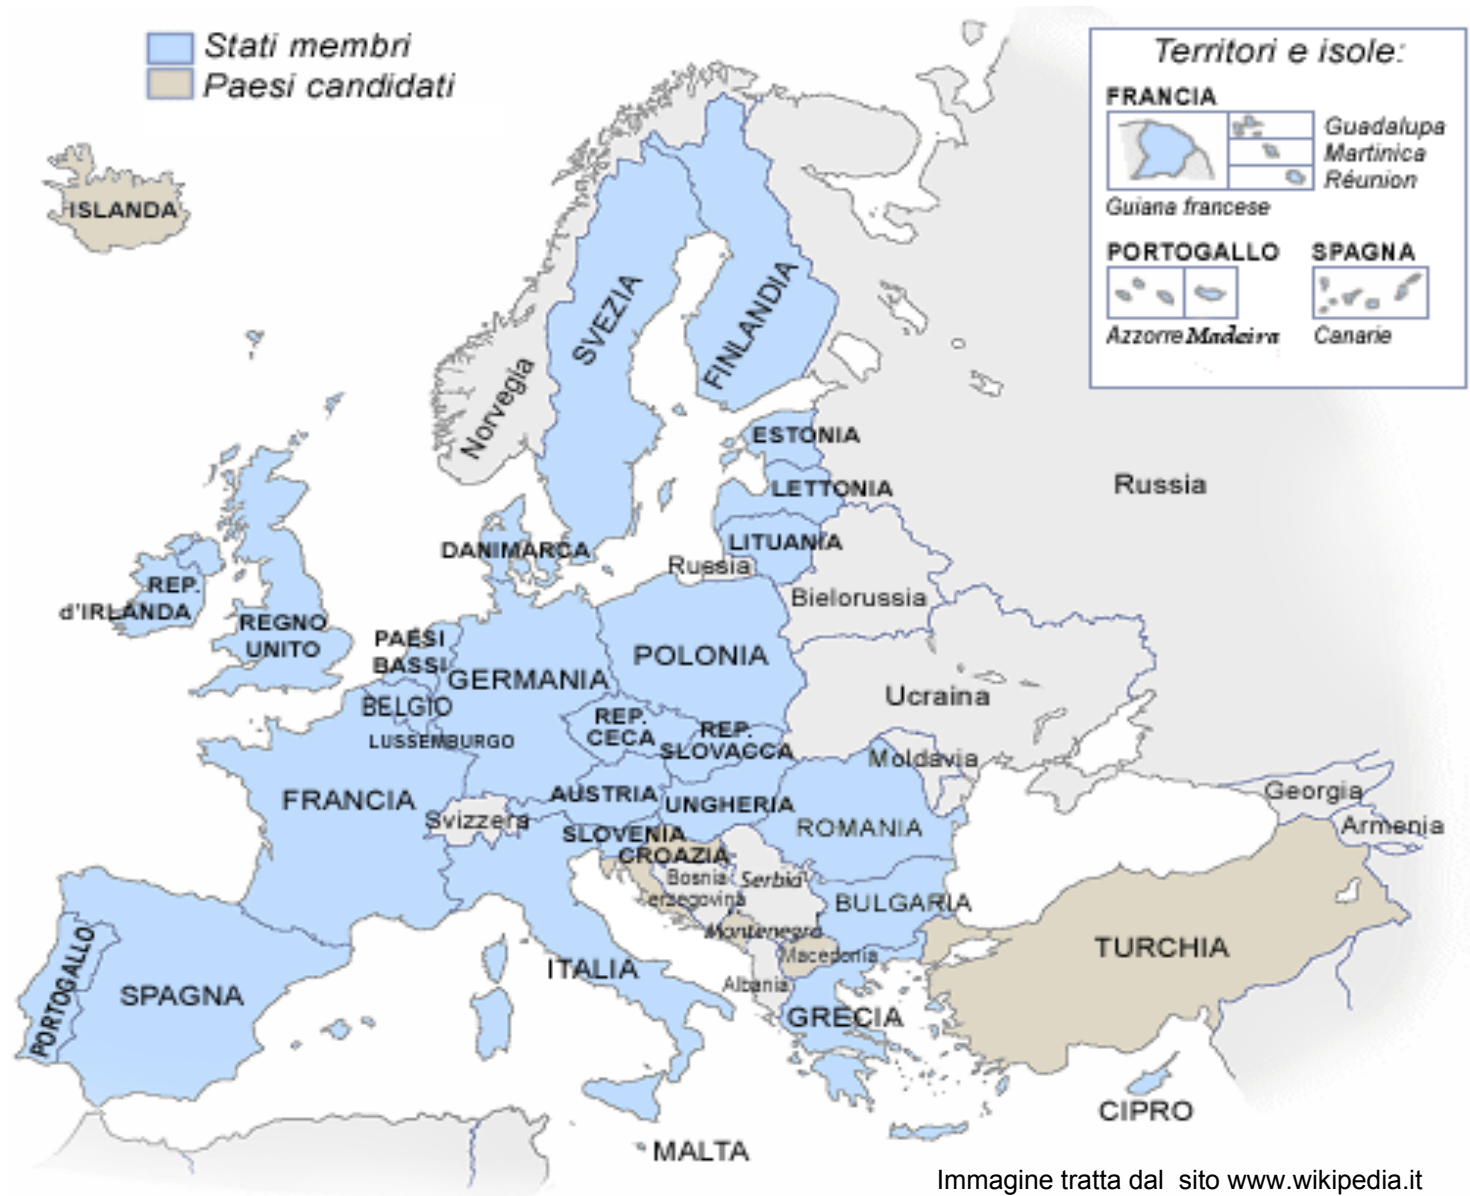 Stati membri
Paesi candidati
Territori e isole:
FRANCIA
Guadalupa
Martinica
Réunion
Guiana francese
PORTOGALLO SPAGNA
Azzorre Madeira Canarie
ISLANDA
SVEZIA
FINLANDIA
Norvegia
ESTONIA
LETTONIA
Russia
LITUANIA
DANIMARCA
Russia
Bielorussia
REP.
d'IRLANDA
REGNO
UNITO
PAESI
BASSI
GERMANIA
POLONIA
BELGIO
LUSSEMBURGO
REP.
CECA
REP.
SLOVACCA
Ucraina
Moldavia
FRANCIA
Svizzera
AUSTRIA
UNGHERIA
ROMANIA
Georgia
Armenia
SLOVENIA
CROAZIA
Bosnia
Erzegovina
Serbia
BULGARIA
Montenegro
Macedonia
Albania
PORTOGALLO
SPAGNA
ITALIA
GRECIA
TURCHIA
CIPRO
MALTA
Immagine tratta dal sito www.wikipedia.it